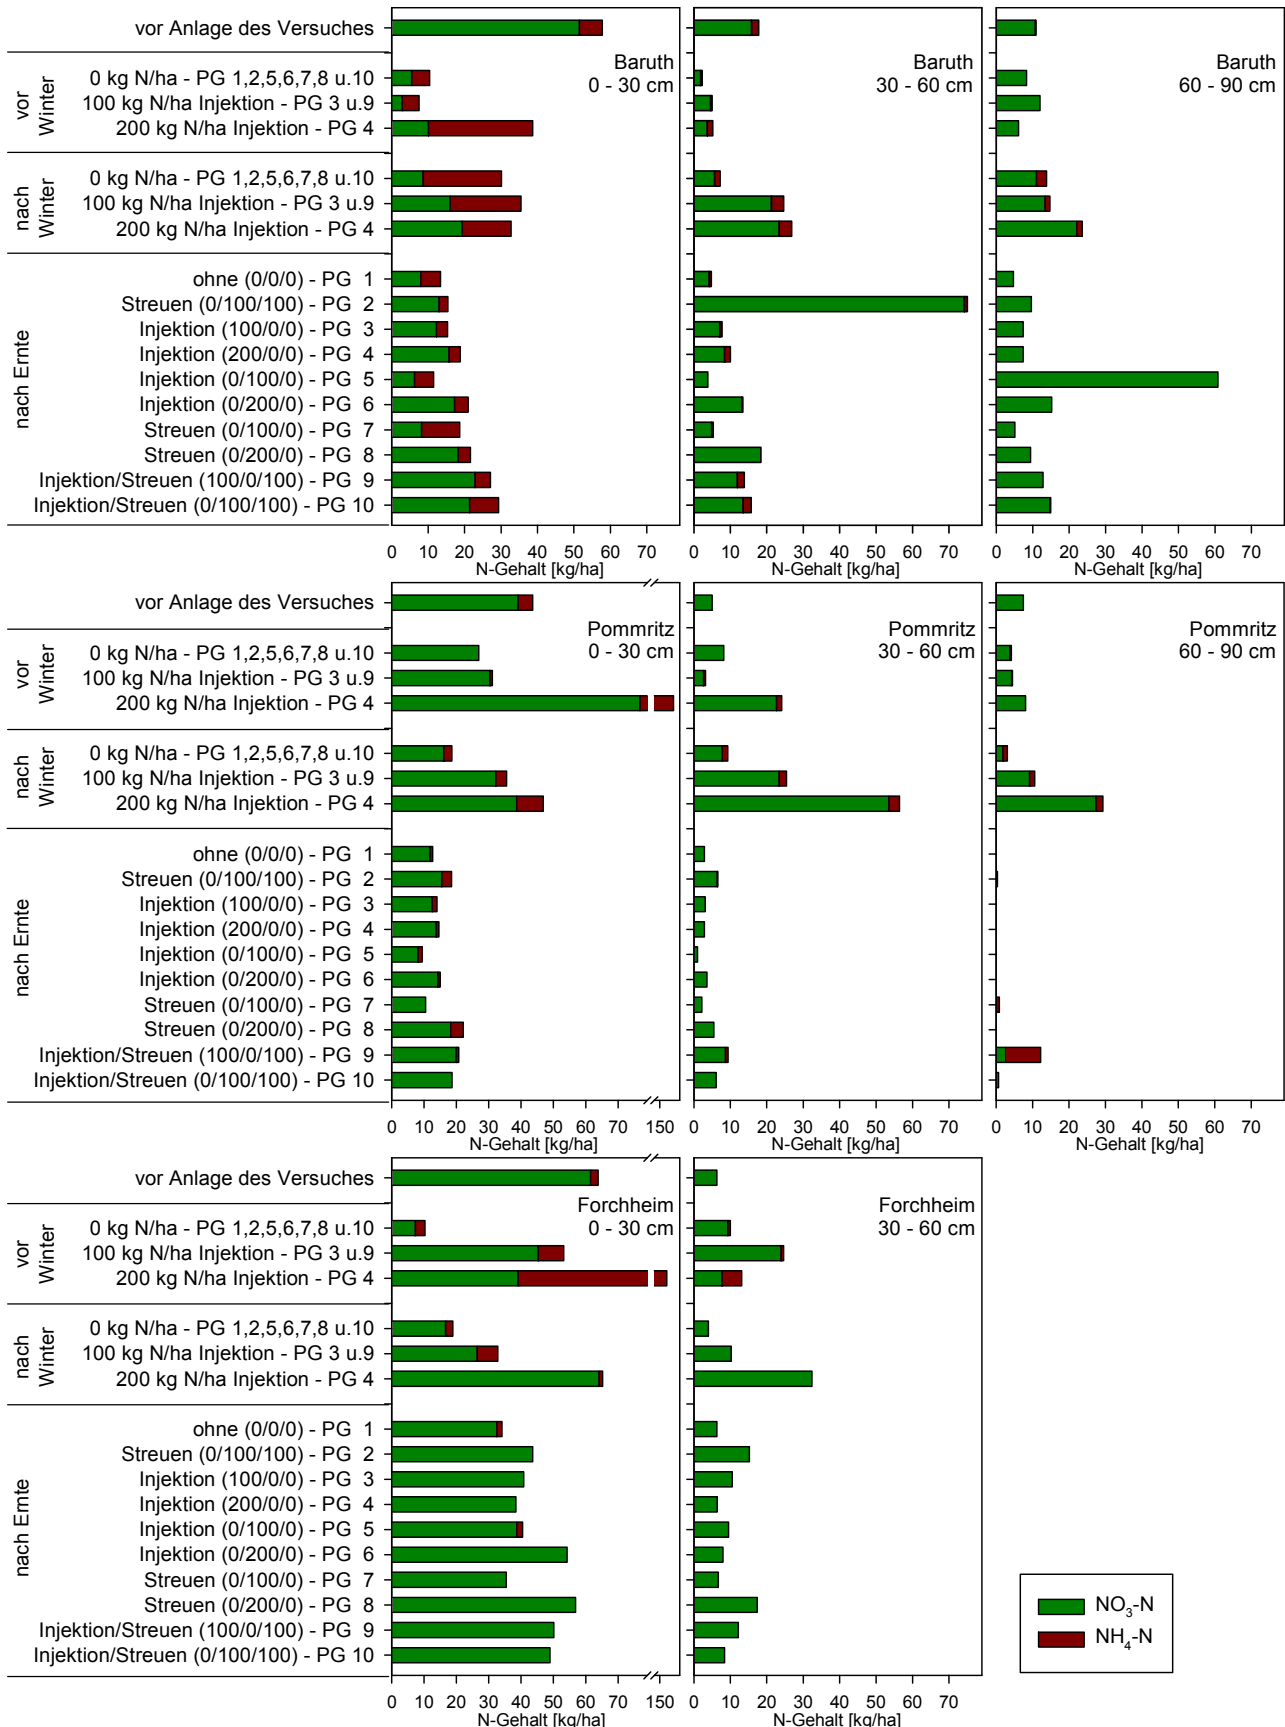 vor Anlage des Versuches
vor Winter
0 kg N/ha - PG 1,2,5,6,7,8 u.10
100 kg N/ha Injektion - PG 3 u.9
200 kg N/ha Injektion - PG 4
nach Winter
0 kg N/ha - PG 1,2,5,6,7,8 u.10
100 kg N/ha Injektion - PG 3 u.9
200 kg N/ha Injektion - PG 4
nach Ernte
ohne (0/0/0) - PG 1
Streuen (0/100/100) - PG 2
Injektion (100/0/0) - PG 3
Injektion (200/0/0) - PG 4
Injektion (0/100/0) - PG 5
Injektion (0/200/0) - PG 6
Streuen (0/100/0) - PG 7
Streuen (0/200/0) - PG 8
Injektion/Streuen (100/0/100) - PG 9
Injektion/Streuen (0/100/100) - PG 10
Baruth
0 - 30 cm
0 10 20 30 40 50 60 70
N-Gehalt [kg/ha]
Baruth
30 - 60 cm
0 10 20 30 40 50 60 70
N-Gehalt [kg/ha]
Baruth
60 - 90 cm
0 10 20 30 40 50 60 70
N-Gehalt [kg/ha]
vor Anlage des Versuches
vor Winter
0 kg N/ha - PG 1,2,5,6,7,8 u.10
100 kg N/ha Injektion - PG 3 u.9
200 kg N/ha Injektion - PG 4
nach Winter
0 kg N/ha - PG 1,2,5,6,7,8 u.10
100 kg N/ha Injektion - PG 3 u.9
200 kg N/ha Injektion - PG 4
nach Ernte
ohne (0/0/0) - PG 1
Streuen (0/100/100) - PG 2
Injektion (100/0/0) - PG 3
Injektion (200/0/0) - PG 4
Injektion (0/100/0) - PG 5
Injektion (0/200/0) - PG 6
Streuen (0/100/0) - PG 7
Streuen (0/200/0) - PG 8
Injektion/Streuen (100/0/100) - PG 9
Injektion/Streuen (0/100/100) - PG 10
Pommritz
0 - 30 cm
0 10 20 30 40 50 60 70 150
N-Gehalt [kg/ha]
Pommritz
30 - 60 cm
0 10 20 30 40 50 60 70
N-Gehalt [kg/ha]
Pommritz
60 - 90 cm
0 10 20 30 40 50 60 70
N-Gehalt [kg/ha]
vor Anlage des Versuches
vor Winter
0 kg N/ha - PG 1,2,5,6,7,8 u.10
100 kg N/ha Injektion - PG 3 u.9
200 kg N/ha Injektion - PG 4
nach Winter
0 kg N/ha - PG 1,2,5,6,7,8 u.10
100 kg N/ha Injektion - PG 3 u.9
200 kg N/ha Injektion - PG 4
nach Ernte
ohne (0/0/0) - PG 1
Streuen (0/100/100) - PG 2
Injektion (100/0/0) - PG 3
Injektion (200/0/0) - PG 4
Injektion (0/100/0) - PG 5
Injektion (0/200/0) - PG 6
Streuen (0/100/0) - PG 7
Streuen (0/200/0) - PG 8
Injektion/Streuen (100/0/100) - PG 9
Injektion/Streuen (0/100/100) - PG 10
Forchheim
0 - 30 cm
0 10 20 30 40 50 60 70 150
N-Gehalt [kg/ha]
Forchheim
30 - 60 cm
0 10 20 30 40 50 60 70
N-Gehalt [kg/ha]
NO₃-N
NH₄-N